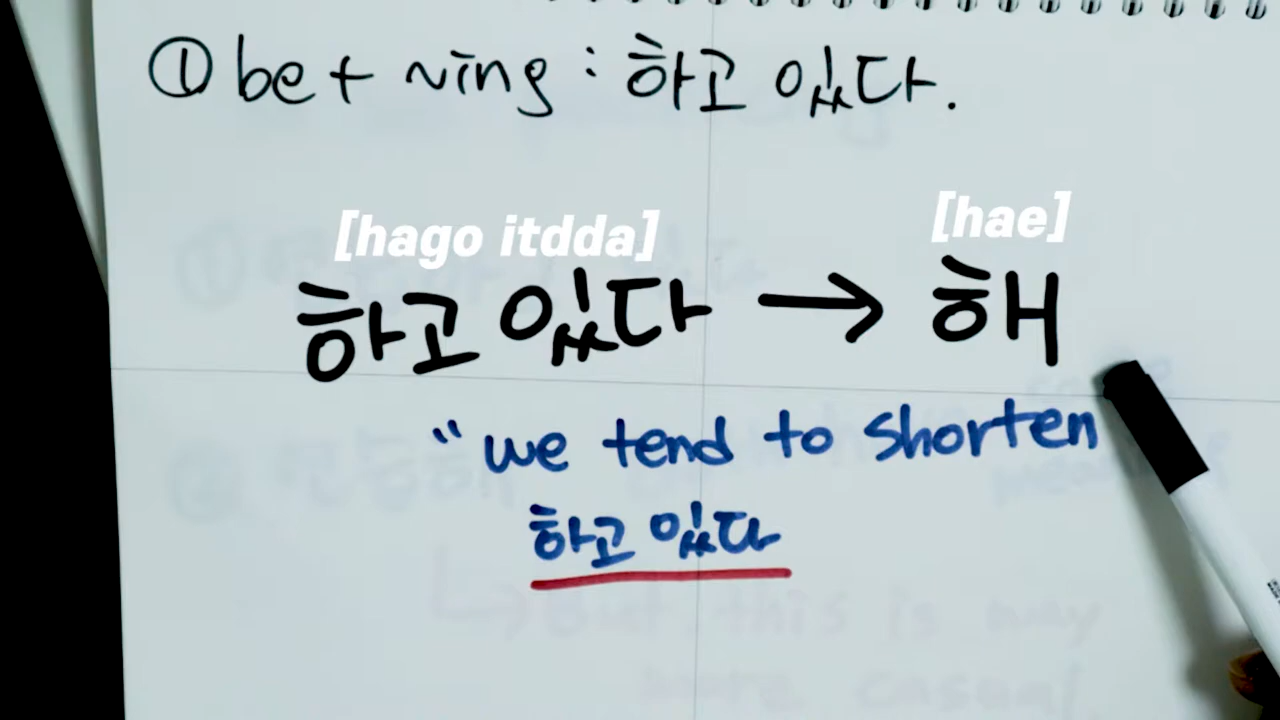 ① be + ~ing : 하고 있다.
[hago itdda] [hae]
하고 있다 → 해
“ we tend to shorten
하고 있다